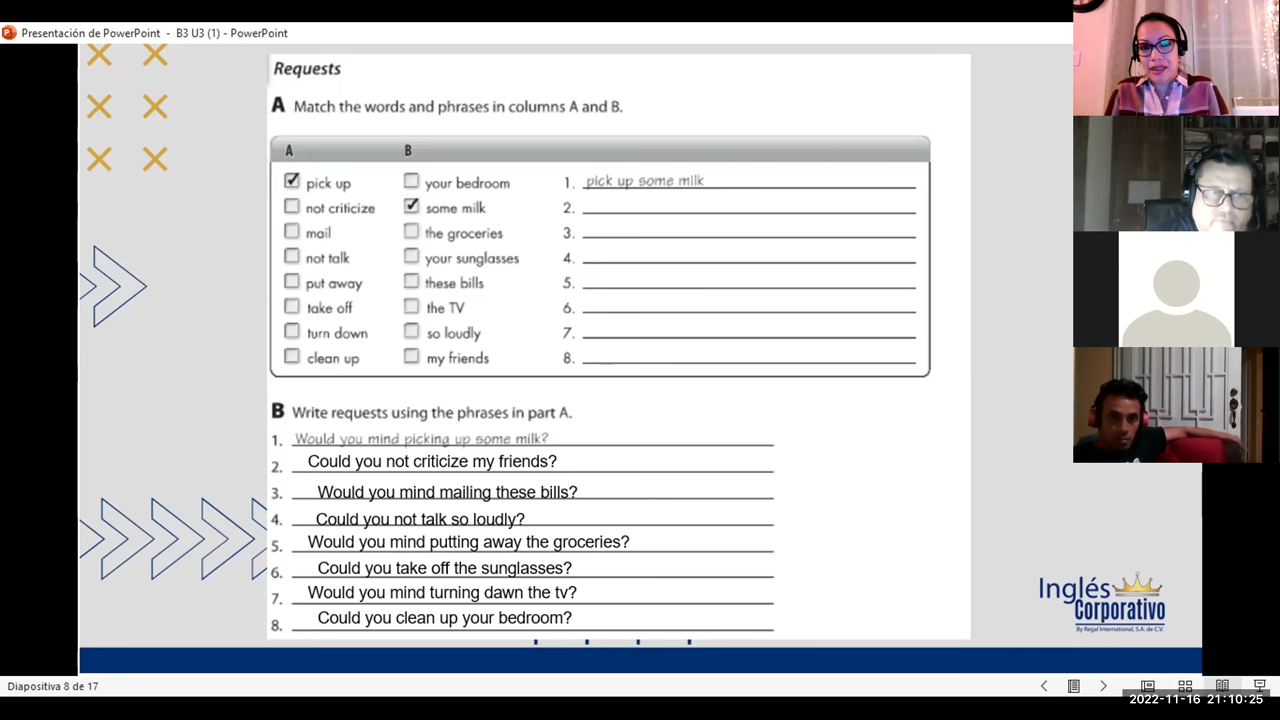 Presentación de PowerPoint - B3 U3 (1) - PowerPoint
Requests
A Match the words and phrases in columns A and B.
A B
pick up your bedroom 1. pick up some milk
not criticize some milk 2.
mail the groceries 3.
not talk your sunglasses 4.
put away these bills 5.
take off the TV 6.
turn down so loudly 7.
clean up my friends 8.
B Write requests using the phrases in part A.
1. Would you mind picking up some milk?
2. Could you not criticize my friends?
3. Would you mind mailing these bills?
4. Could you not talk so loudly?
5. Would you mind putting away the groceries?
6. Could you take off the sunglasses?
7. Would you mind turning dawn the tv?
8. Could you clean up your bedroom?
Inglés
Corporativo
By Regal International, S.A. de C.V.
Diapositiva 8 de 17
2022-11-16 21:10:25